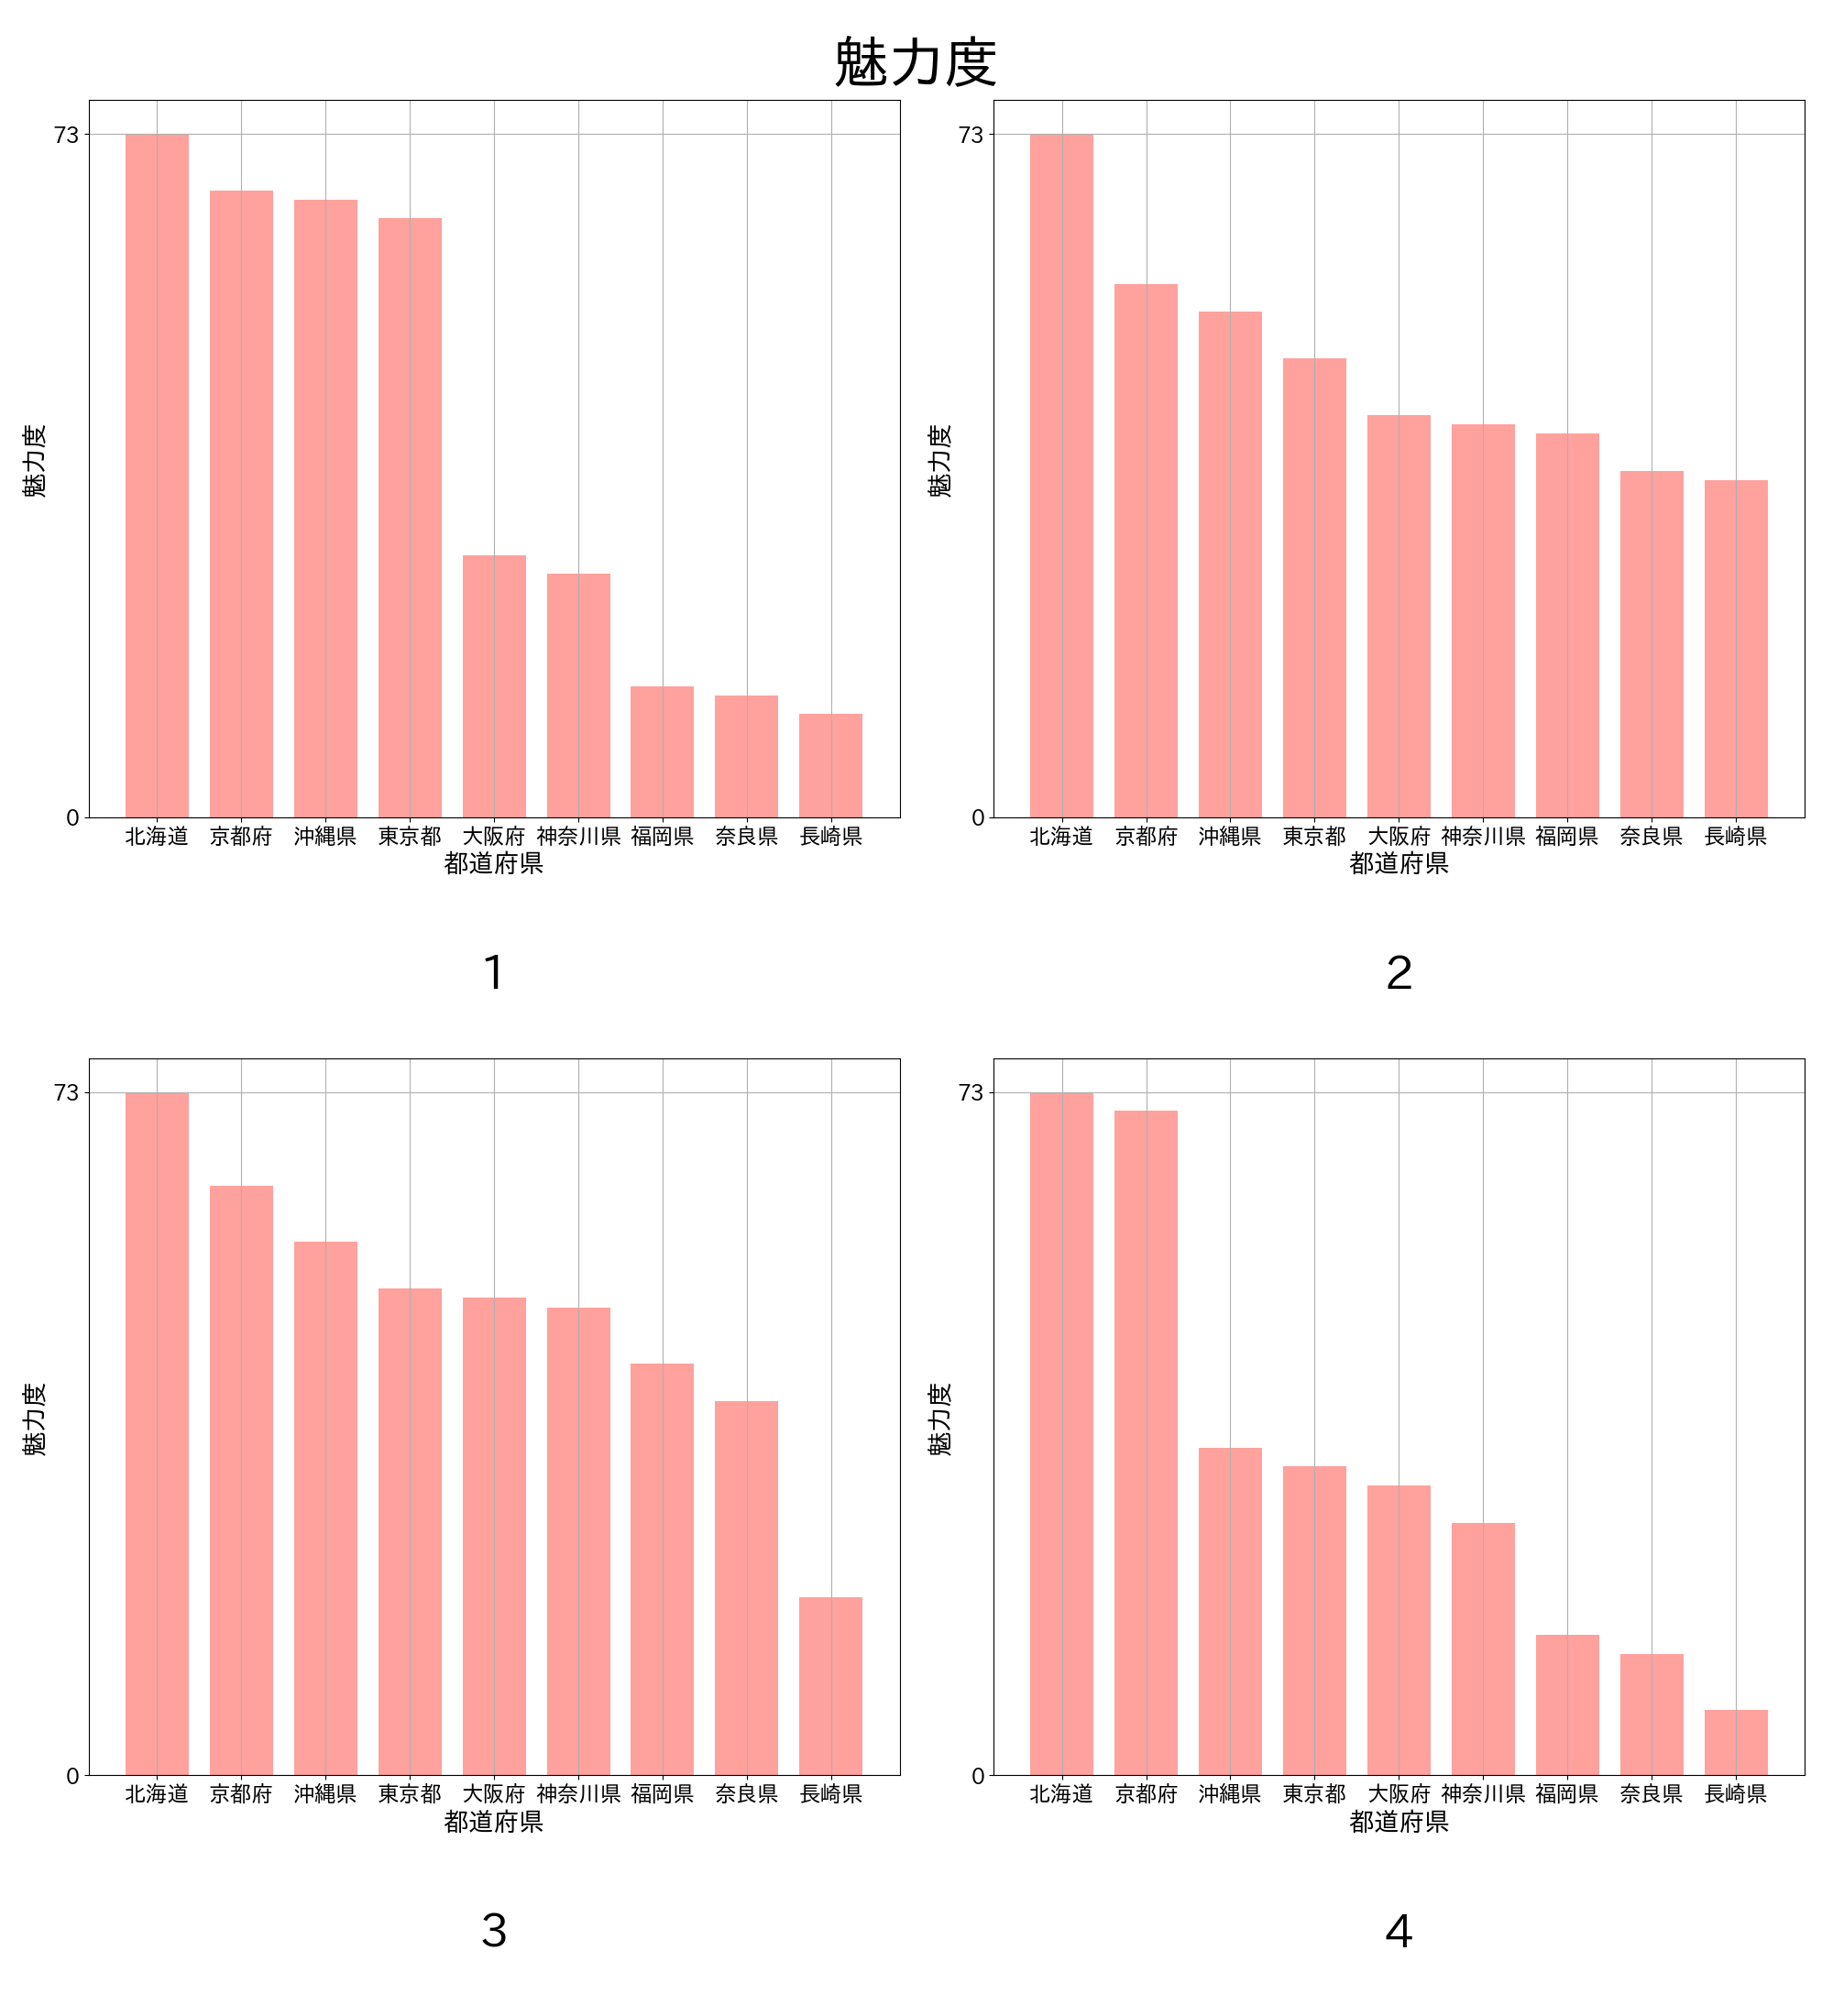 魅力度
73
0
魅力度
北海道 京都府 沖縄県 東京都 大阪府 神奈川県 福岡県 奈良県 長崎県
都道府県
1
73
0
魅力度
北海道 京都府 沖縄県 東京都 大阪府 神奈川県 福岡県 奈良県 長崎県
都道府県
2
73
0
魅力度
北海道 京都府 沖縄県 東京都 大阪府 神奈川県 福岡県 奈良県 長崎県
都道府県
3
73
0
魅力度
北海道 京都府 沖縄県 東京都 大阪府 神奈川県 福岡県 奈良県 長崎県
都道府県
4